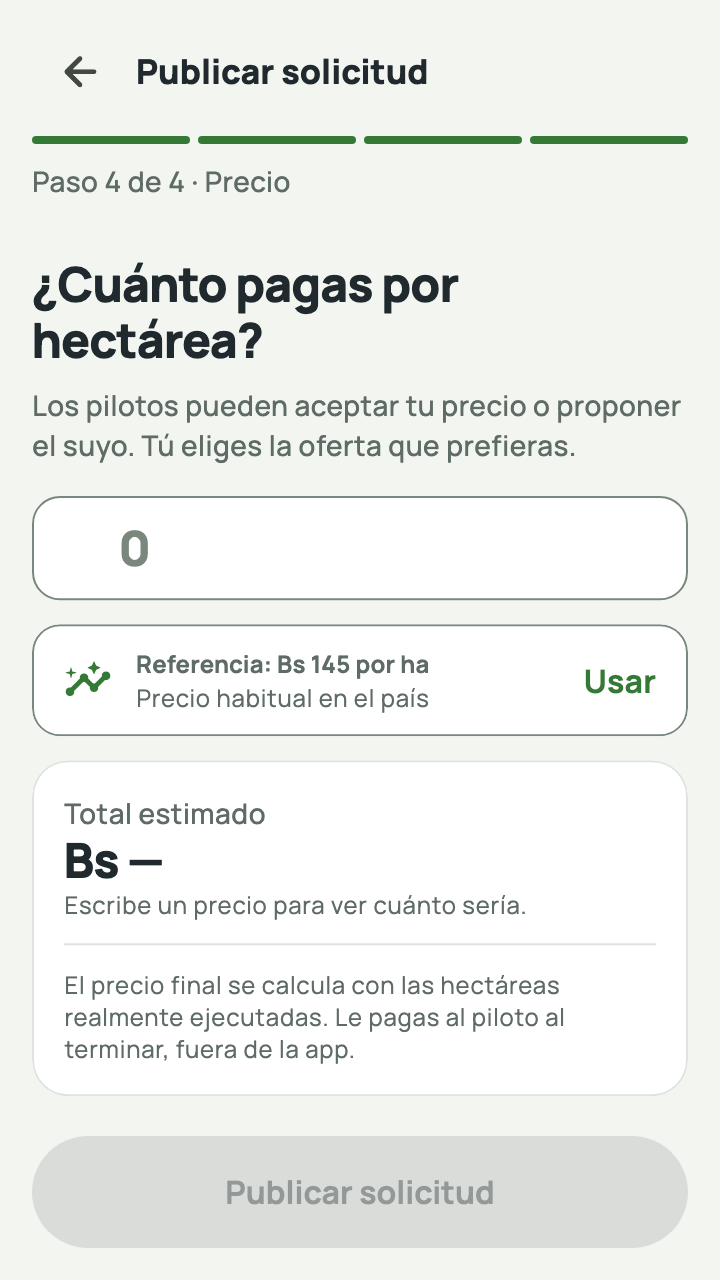 Publicar solicitud
Paso 4 de 4 · Precio
¿Cuánto pagas por
hectárea?
Los pilotos pueden aceptar tu precio o proponer
el suyo. Tú eliges la oferta que prefieras.
0
Referencia: Bs 145 por ha
Precio habitual en el país
Usar
Total estimado
Bs —
Escribe un precio para ver cuánto sería.
El precio final se calcula con las hectáreas
realmente ejecutadas. Le pagas al piloto al
terminar, fuera de la app.
Publicar solicitud